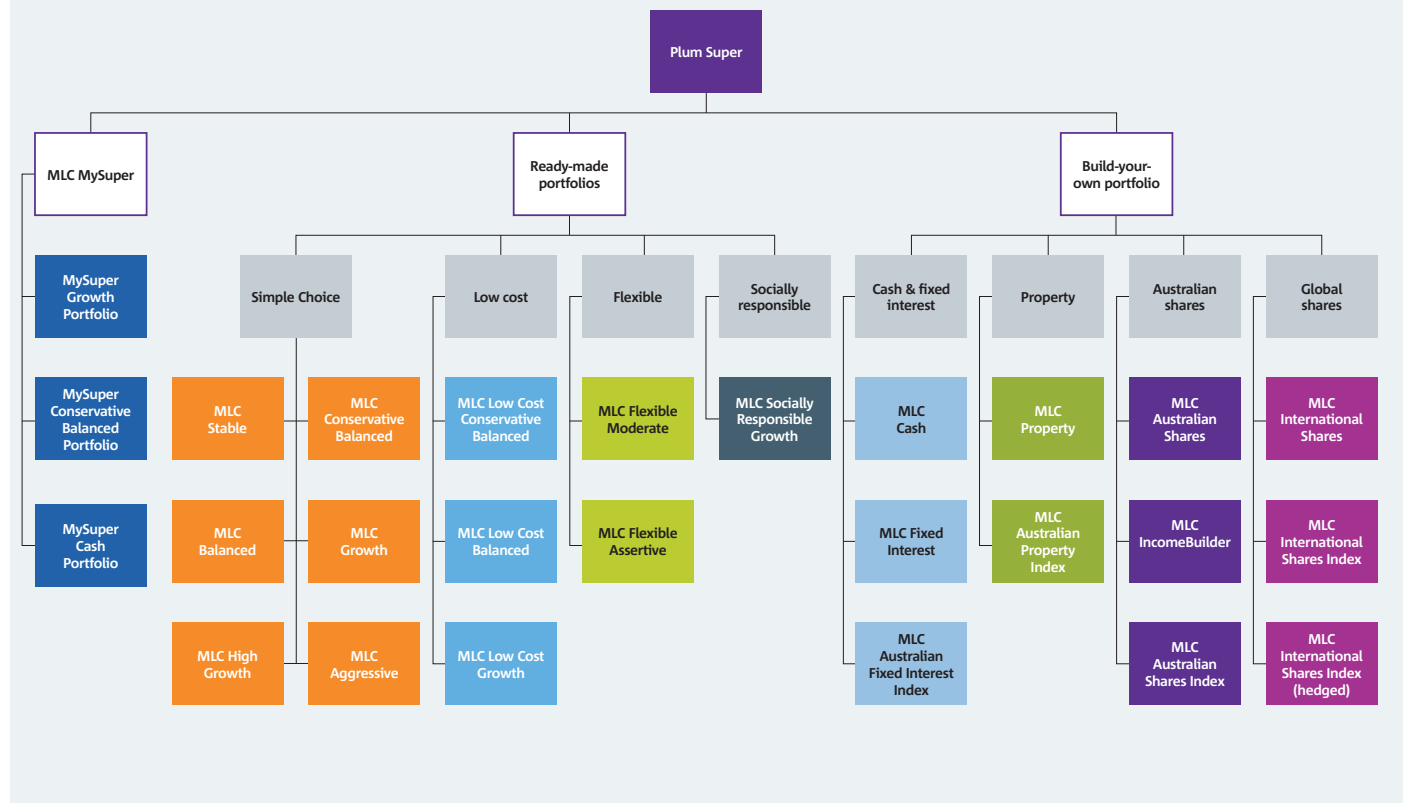 Plum Super
MLC MySuper
Ready-made
portfolios
Build-your-
own portfolio
MySuper
Growth
Portfolio
Simple Choice
Low cost
Flexible
Socially
responsible
Cash & fixed
interest
Property
Australian
shares
Global
shares
MySuper
Conservative
Balanced
Portfolio
MLC
Stable
MLC
Conservative
Balanced
MLC Low Cost
Conservative
Balanced
MLC Flexible
Moderate
MLC Socially
Responsible
Growth
MLC
Cash
MLC
Property
MLC
Australian
Shares
MLC
International
Shares
MySuper
Cash
Portfolio
MLC
Balanced
MLC
Growth
MLC Low Cost
Balanced
MLC Flexible
Assertive
MLC Fixed
Interest
MLC
Australian
Property
Index
MLC
IncomeBuilder
MLC
International
Shares Index
MLC High
Growth
MLC
Aggressive
MLC Low Cost
Growth
MLC
Australian
Fixed Interest
Index
MLC
Australian
Shares Index
MLC
International
Shares Index
(hedged)